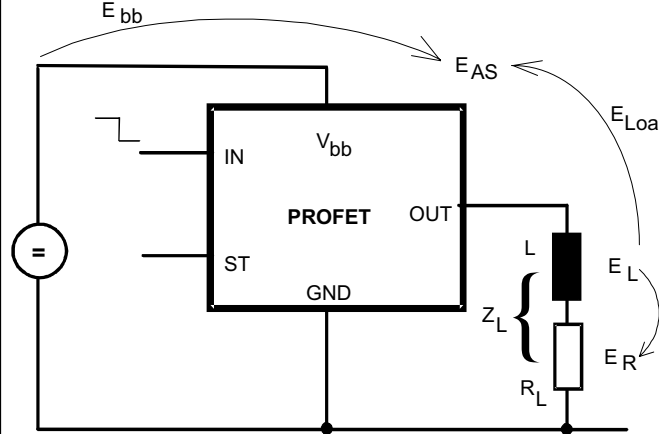 E bb
E AS
E Loa
IN
V bb
PROFET
OUT
ST
GND
=
L
E L
Z L {
E R
R L